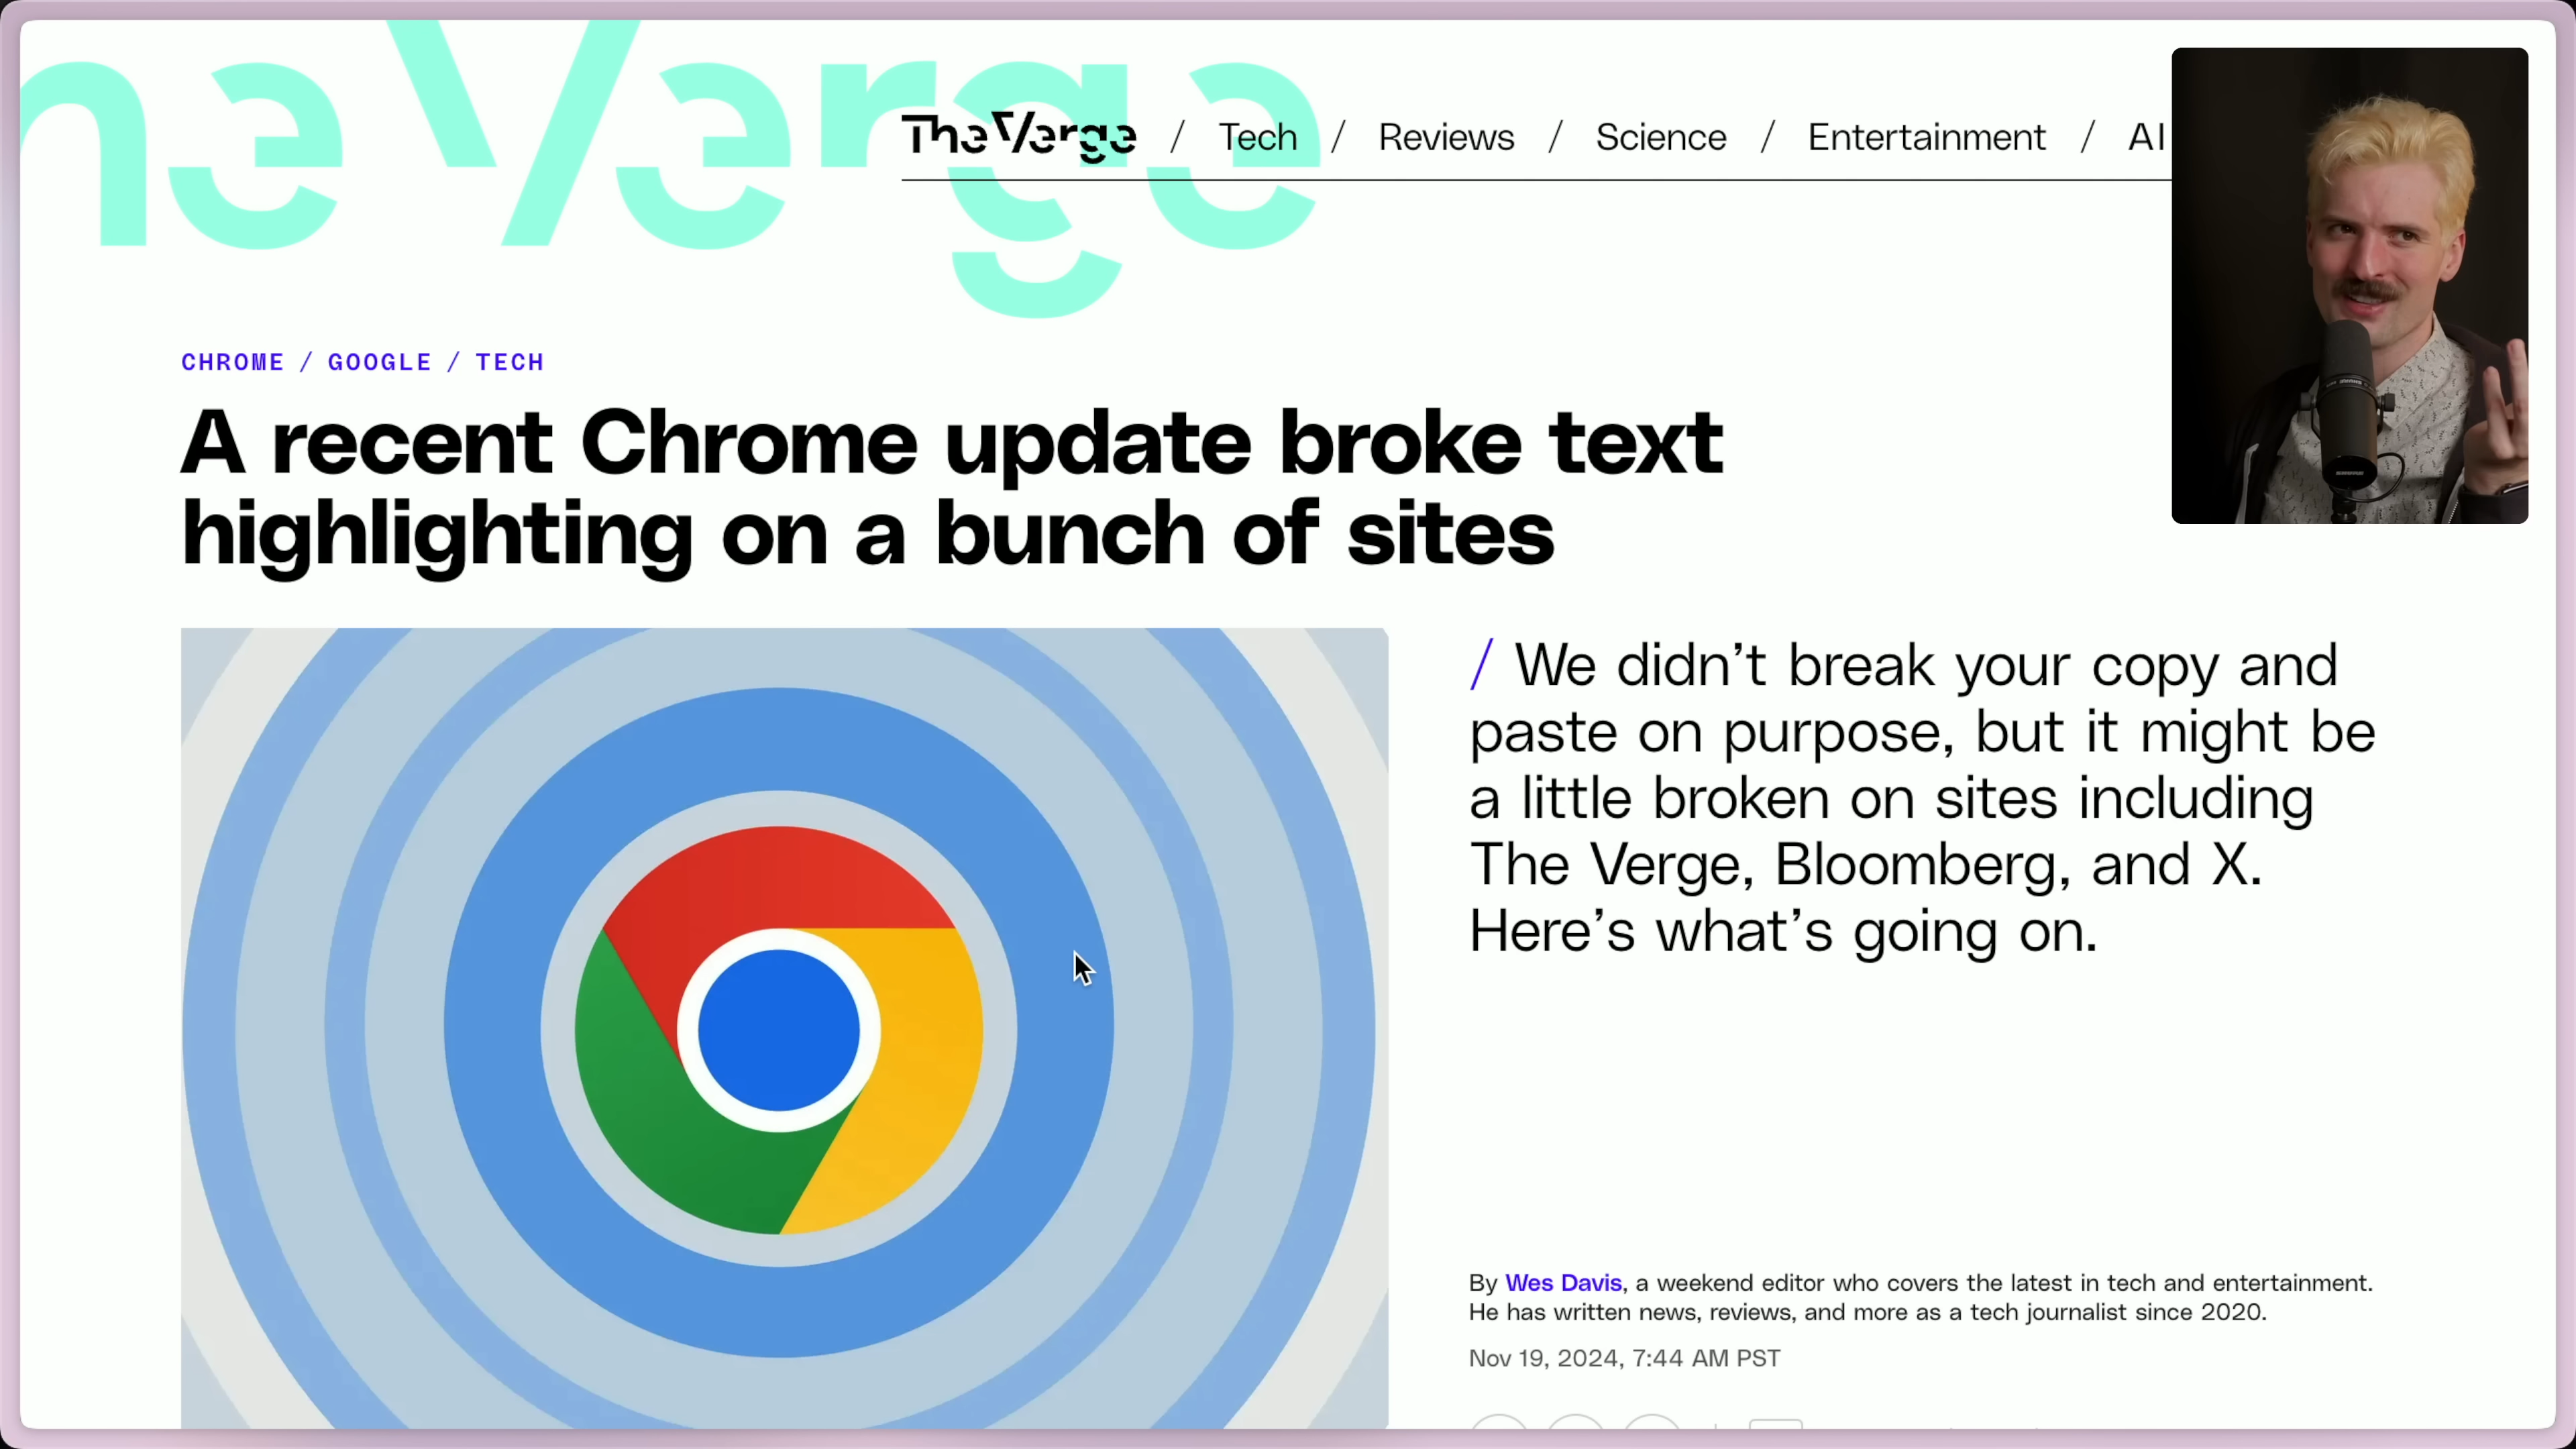 The Verge
The Verge / Tech / Reviews / Science / Entertainment / AI
CHROME / GOOGLE / TECH
A recent Chrome update broke text
highlighting on a bunch of sites
/ We didn’t break your copy and
paste on purpose, but it might be
a little broken on sites including
The Verge, Bloomberg, and X.
Here’s what’s going on.
By Wes Davis, a weekend editor who covers the latest in tech and entertainment.
He has written news, reviews, and more as a tech journalist since 2020.
Nov 19, 2024, 7:44 AM PST